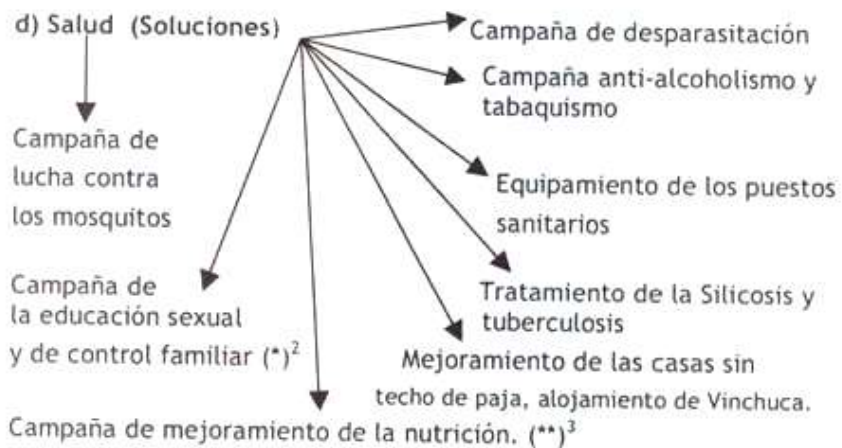 d) Salud (Soluciones)
Campaña de desparasitación
Campaña anti-alcoholismo y
tabaquismo
Campaña de
lucha contra
los mosquitos
Equipamiento de los puestos
sanitarios
Campaña de
la educación sexual
y de control familiar (*)²
Tratamiento de la Silicosis y
tuberculosis
Mejoramiento de las casas sin
techo de paja, alojamiento de Vinchuca.
Campaña de mejoramiento de la nutrición. (**)³